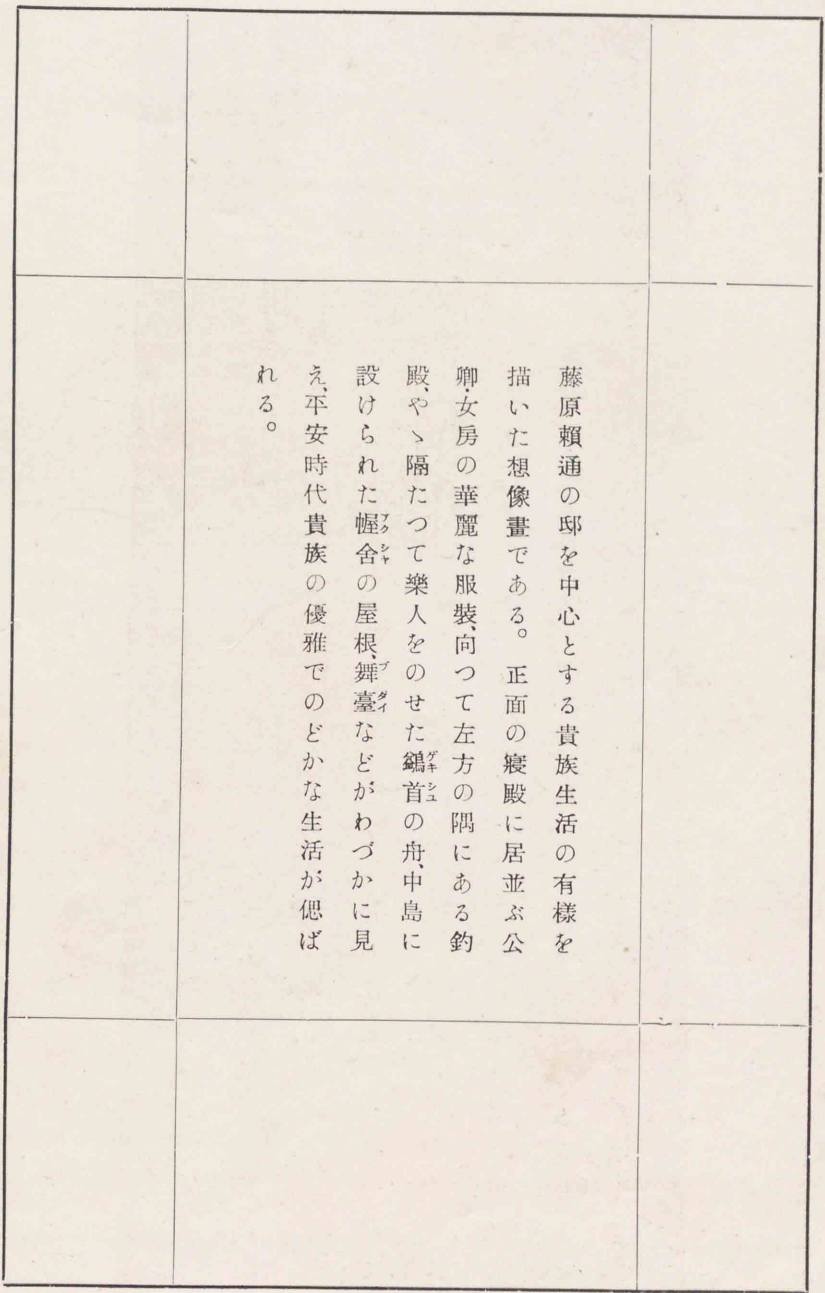 藤原賴通の邸を中心とする貴族生活の有樣を
描いた想像畫である。正面の寢殿に居並ぶ公
卿・女房の華麗な服裝、向つて左方の隅にある釣
殿、やゝ隔たつて樂人をのせた鷁首の舟、中島に
設けられた幄舍の屋根、舞臺などがわづかに見
え、平安時代貴族の優雅でのどかな生活が偲ば
れる。